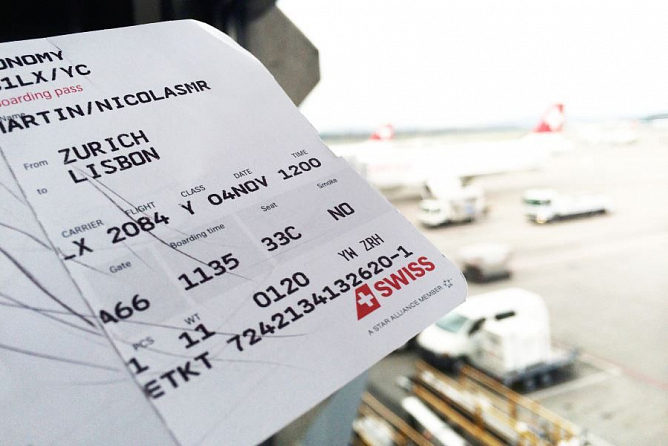 ONOMY
1LX/YC
boarding pass
Name
MARTIN/NICOLASMR
From ZURICH
to LISBON
CARRIER FLIGHT CLASS DATE TIME
LX 2084 Y 04NOV 1200
Gate Boarding time Seat Smoke
A66 1135 33C NO
PCS WT
1 11 0120 YW ZRH
ETKT 7242134132620-1
SWISS
A STAR ALLIANCE MEMBER